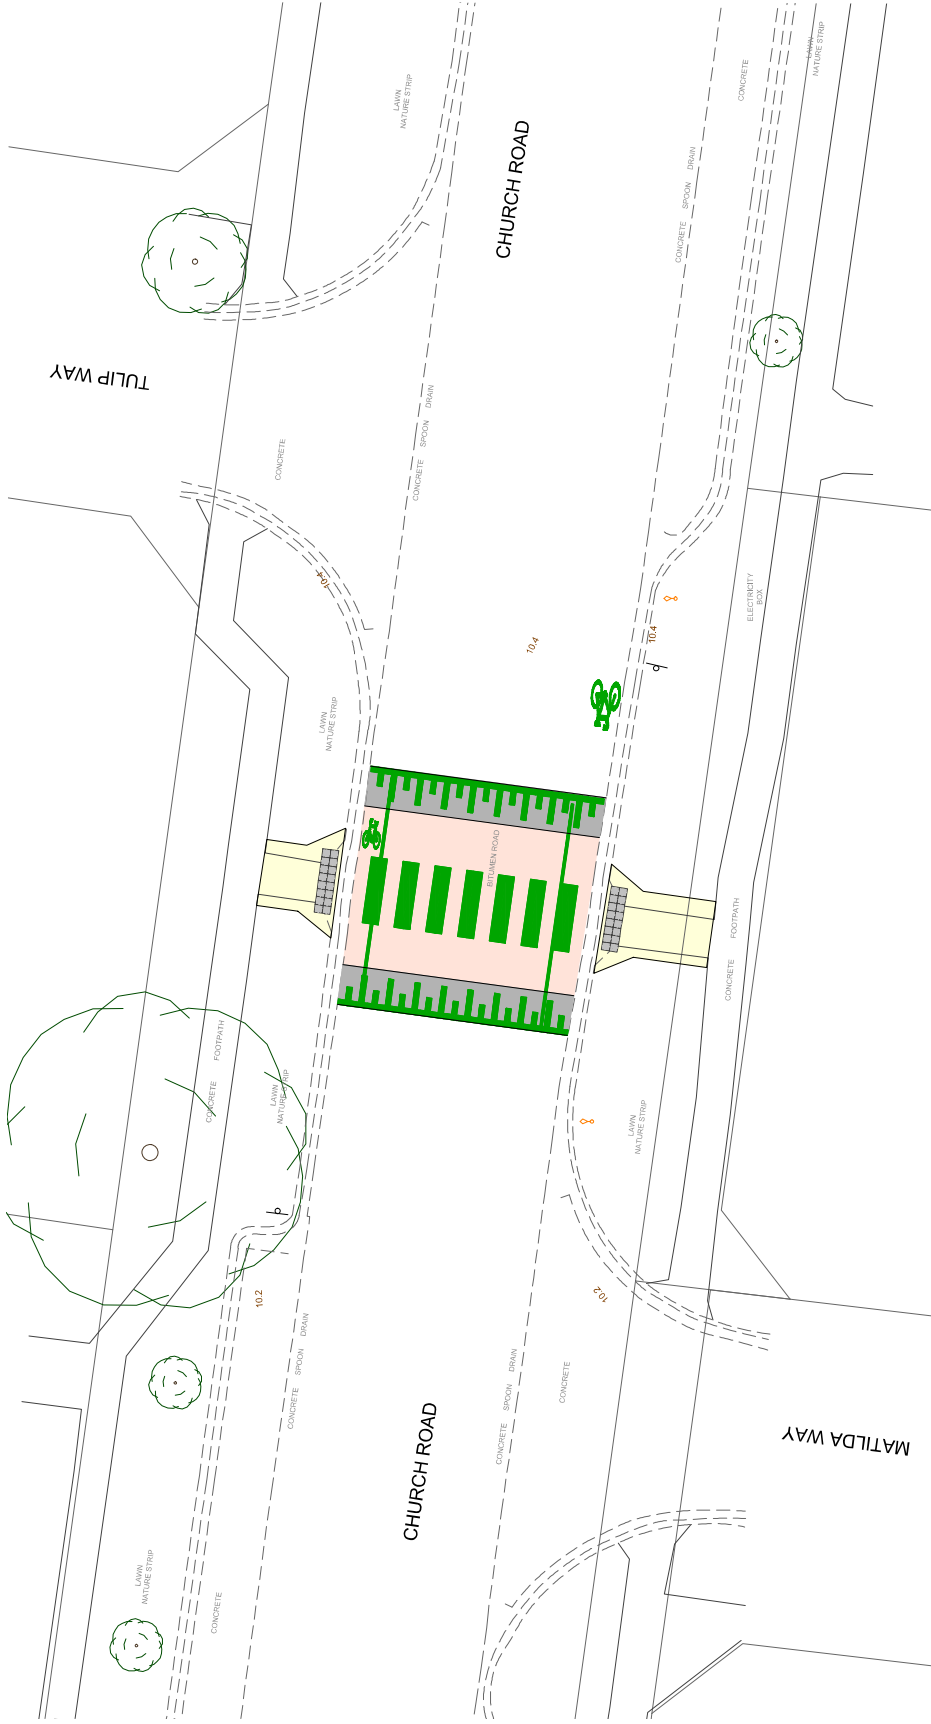 LAWN
NATURE STRIP
CONCRETE
LAWN
NATURE STRIP
CHURCH ROAD
CONCRETE SPOON DRAIN
TULIP WAY
CONCRETE SPOON DRAIN
CONCRETE
10.4
10.4
10.4
ELECTRICITY
BOX
LAWN
NATURE STRIP
BITUMEN ROAD
CONCRETE FOOTPATH
CONCRETE FOOTPATH
LAWN
NATURE STRIP
LAWN
NATURE STRIP
10.2
10.2
CONCRETE SPOON DRAIN
CONCRETE SPOON DRAIN
CONCRETE
CHURCH ROAD
MATILDA WAY
LAWN
NATURE STRIP
CONCRETE